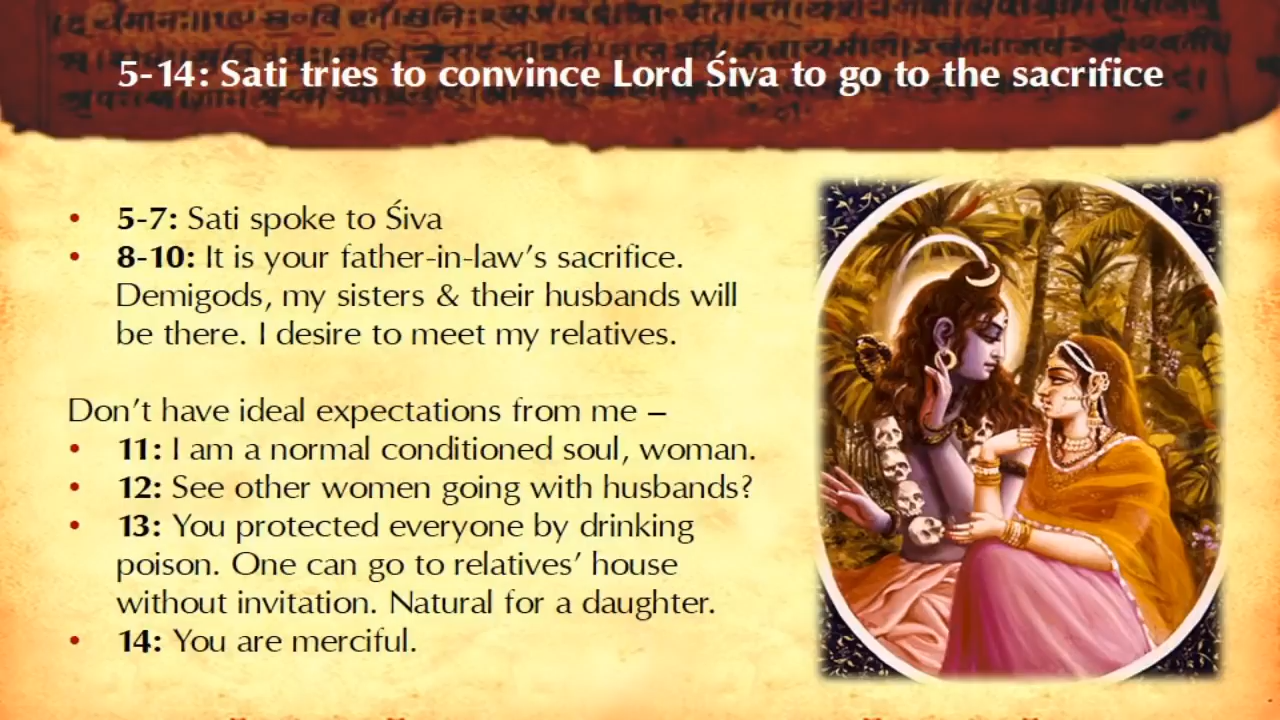 5-14: Sati tries to convince Lord Śiva to go to the sacrifice
• 5-7: Sati spoke to Śiva
• 8-10: It is your father-in-law’s sacrifice.
Demigods, my sisters & their husbands will
be there. I desire to meet my relatives.
Don’t have ideal expectations from me –
• 11: I am a normal conditioned soul, woman.
• 12: See other women going with husbands?
• 13: You protected everyone by drinking
poison. One can go to relatives’ house
without invitation. Natural for a daughter.
• 14: You are merciful.